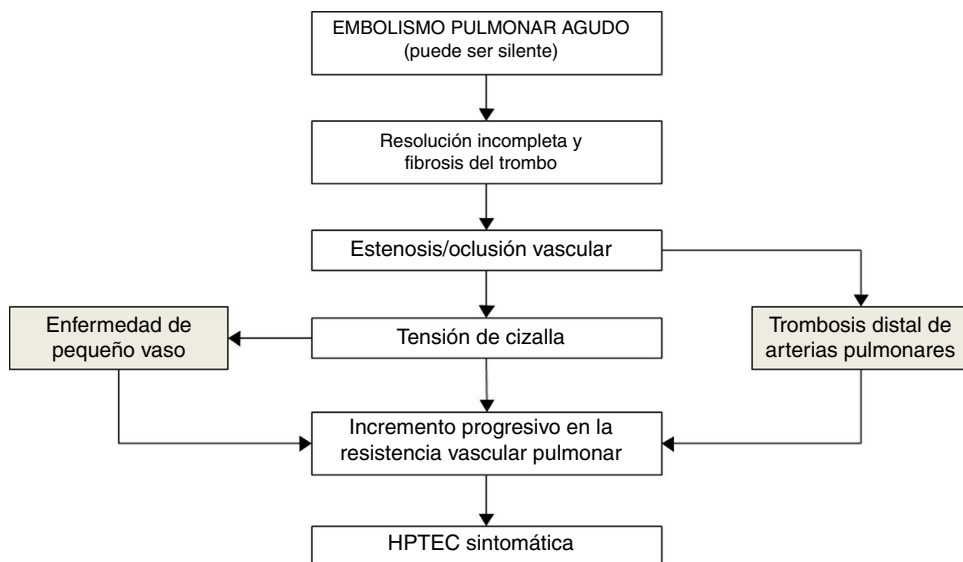 EMBOLISMO PULMONAR AGUDO
(puede ser silente)
Resolución incompleta y
fibrosis del trombo
Estenosis/oclusión vascular
Enfermedad de
pequeño vaso
Tensión de cizalla
Trombosis distal de
arterias pulmonares
Incremento progresivo en la
resistencia vascular pulmonar
HPTEC sintomática